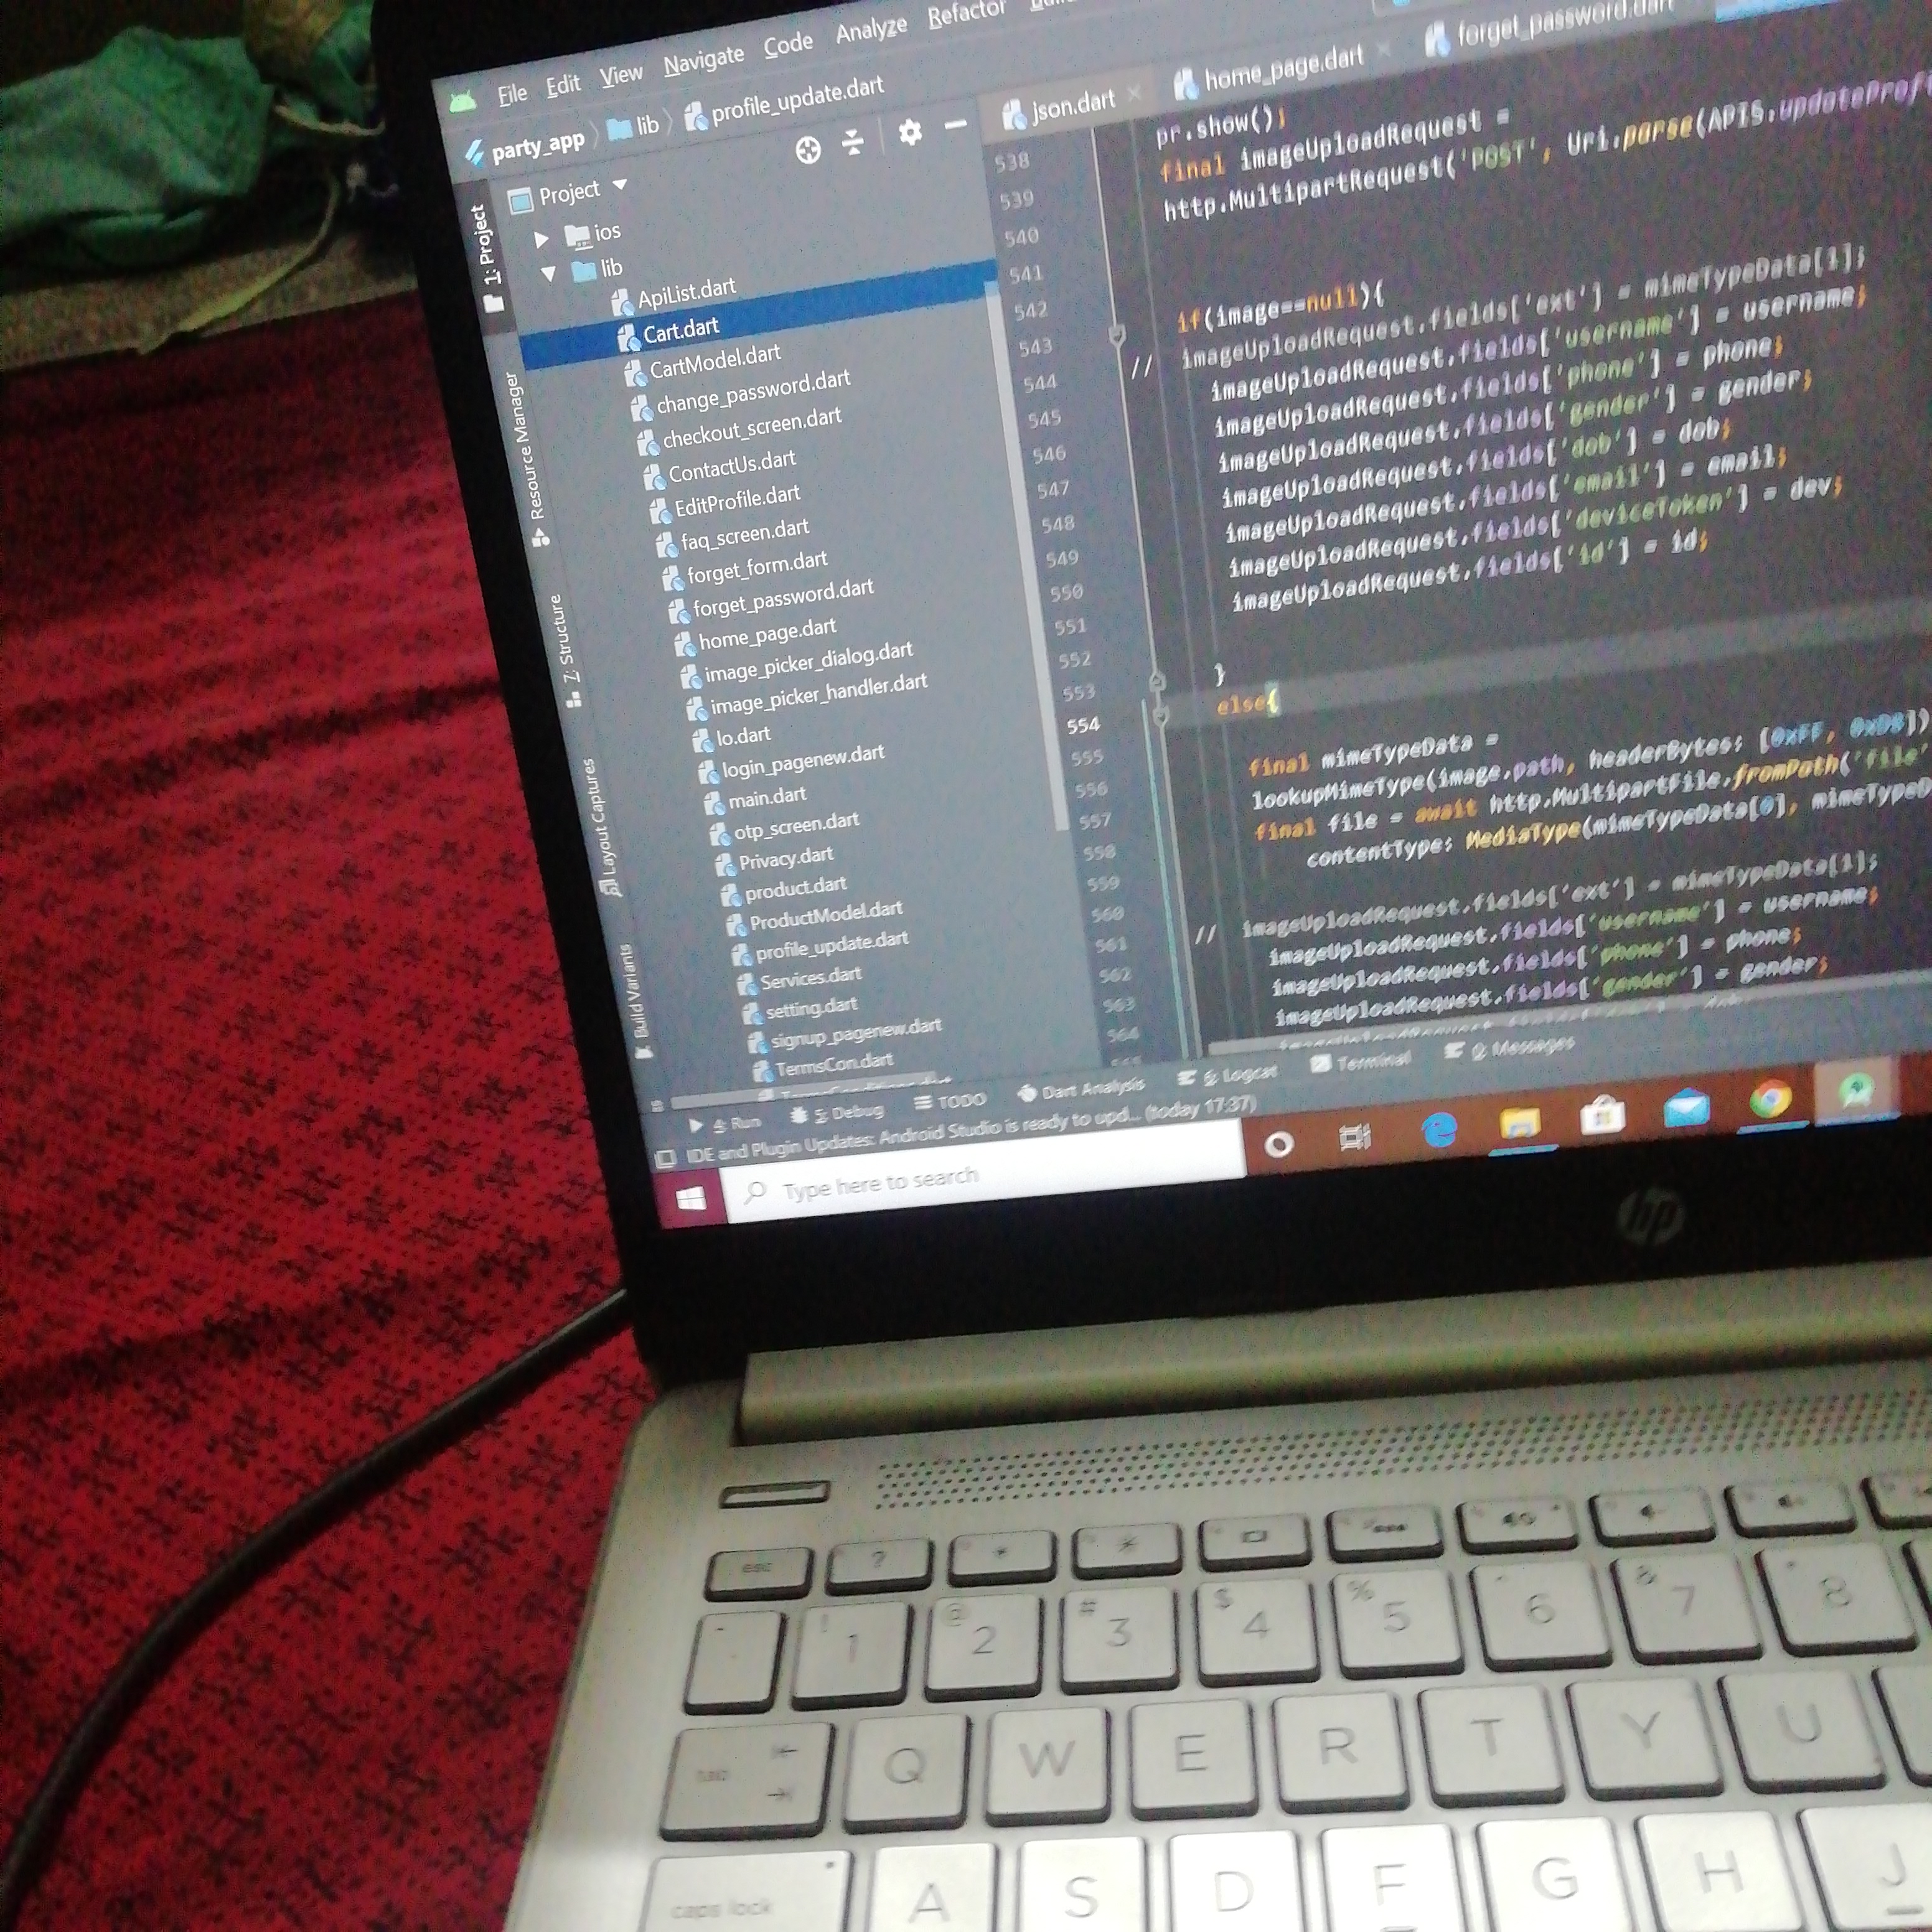 File Edit View Navigate Code Analyze Refactor
party_app lib profile_update.dart
Project
json.dart
home_page.dart
forget_password.dart
1: Project
Resource Manager
7: Structure
Layout Captures
Build Variants
ios
lib
ApiList.dart
Cart.dart
CartModel.dart
change_password.dart
checkout_screen.dart
ContactUs.dart
EditProfile.dart
faq_screen.dart
forget_form.dart
forget_password.dart
home_page.dart
image_picker_dialog.dart
image_picker_handler.dart
lo.dart
login_pagenew.dart
main.dart
otp_screen.dart
Privacy.dart
product.dart
ProductModel.dart
profile_update.dart
Services.dart
setting.dart
signup_pagenew.dart
TermsCon.dart
538
539
540
541
542
543
544
545
546
547
548
549
550
551
552
553
554
555
556
557
558
559
560
561
562
563
564
pr.show();
final imageUploadRequest =
http.MultipartRequest('POST', Uri.parse(APIS.updateProf
if(image==null){
// imageUploadRequest.fields['ext'] = mimeTypeData[1];
imageUploadRequest.fields['username'] = username;
imageUploadRequest.fields['phone'] = phone;
imageUploadRequest.fields['gender'] = gender;
imageUploadRequest.fields['dob'] = dob;
imageUploadRequest.fields['email'] = email;
imageUploadRequest.fields['deviceToken'] = dev;
imageUploadRequest.fields['id'] = id;
}
else{
final mimeTypeData =
lookupMimeType(image.path, headerBytes: [0xFF, 0xD8])
final file = await http.MultipartFile.fromPath('file'
contentType: MediaType(mimeTypeData[0], mimeTypeD
// imageUploadRequest.fields['ext'] = mimeTypeData[1];
imageUploadRequest.fields['username'] = username;
imageUploadRequest.fields['phone'] = phone;
imageUploadRequest.fields['gender'] = gender;
4: Run 5: Debug TODO Dart Analysis 6: Logcat Terminal 0: Messages
IDE and Plugin Updates: Android Studio is ready to upd... (today 17:37)
Type here to search
hp
esc ?
! 1 @ 2 # 3 $ 4 % 5 6 & 7 * 8
tab Q W E R T Y U
caps lock A S D F G H J